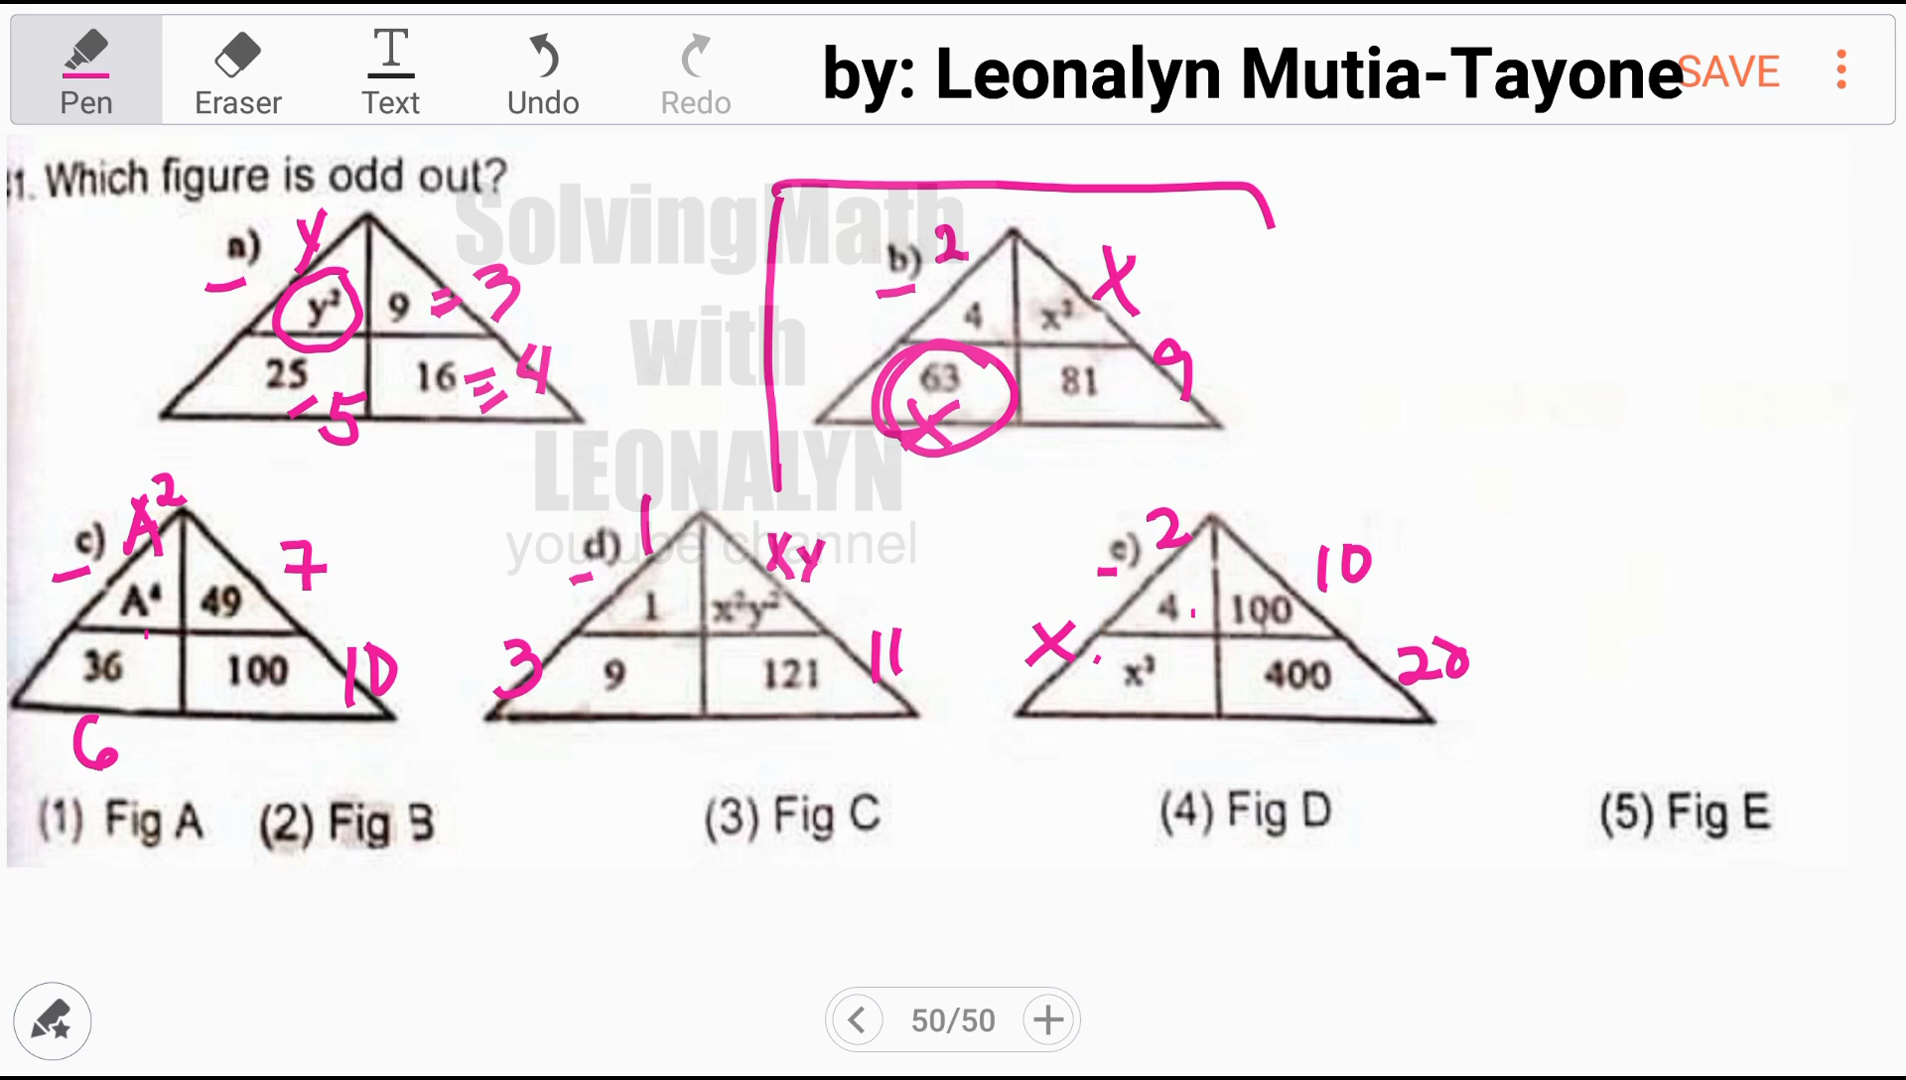 Pen Eraser Text Undo Redo by: Leonalyn Mutia-Tayone SAVE
1. Which figure is odd out?
SolvingMath
with
LEONALYN
youtube channel
a) y
y² 9 = 3
25 16 = 4
5
b) 2 x
4 x²
63 81 9
x
c) A² 7
A⁴ 49
36 100 10
6
d) 1 xy
1 x²y²
3 9 121 11
e) 2 10
4 100
x x² 400 20
(1) Fig A (2) Fig B (3) Fig C (4) Fig D (5) Fig E
50/50